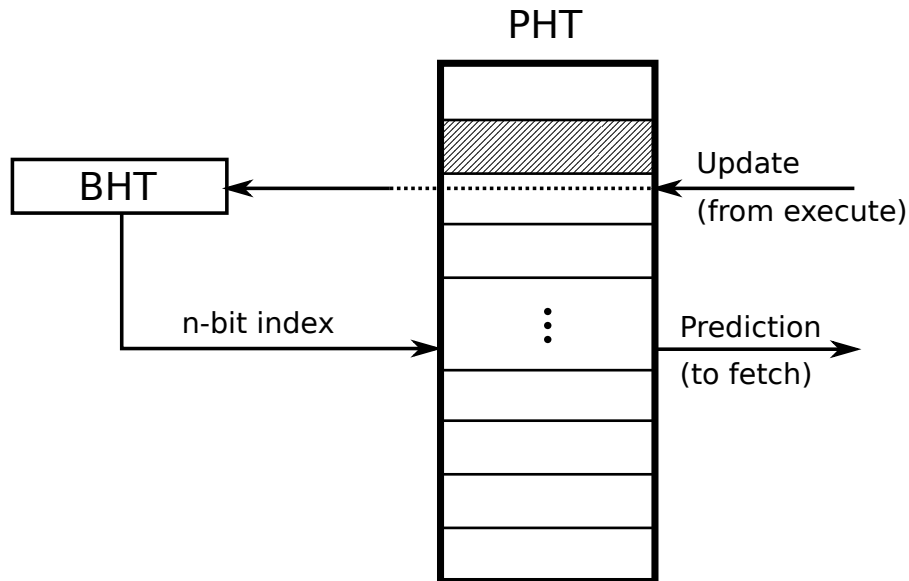 PHT
BHT
Update
(from execute)
n-bit index
Prediction
(to fetch)